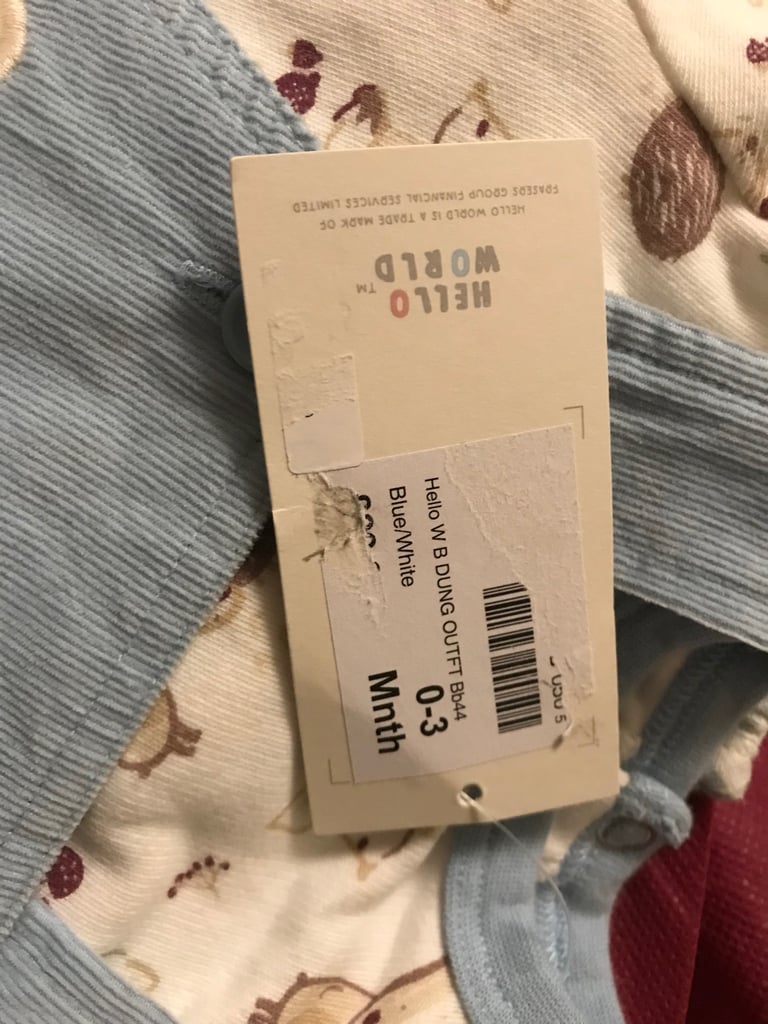 HELLO
WORLD
TM
HELLO WORLD IS A TRADE MARK OF
FRASERS GROUP FINANCIAL SERVICES LIMITED
Hello W B DUNG OUTFT Bb44
Blue/White
0-3
Mnth